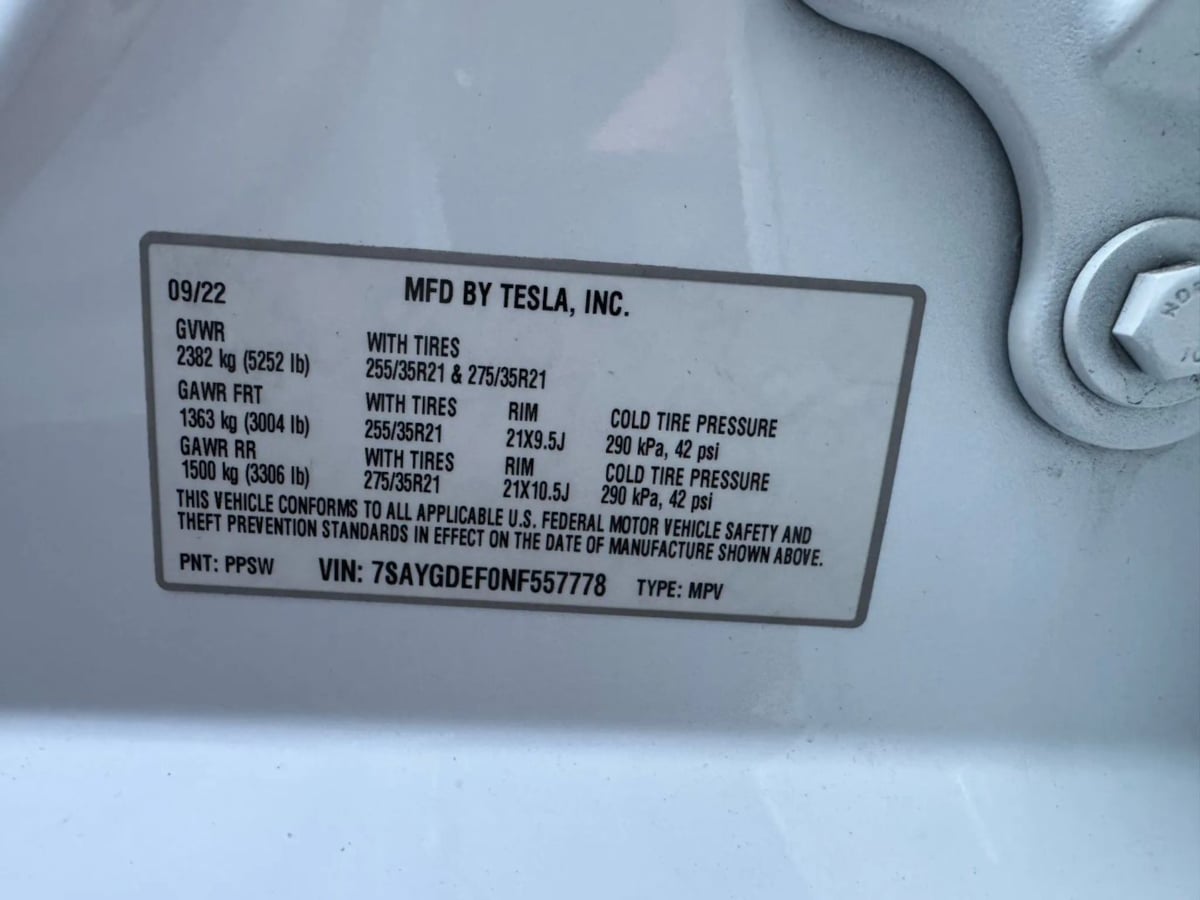 09/22 MFD BY TESLA, INC.
GVWR WITH TIRES
2382 kg (5252 lb) 255/35R21 & 275/35R21
GAWR FRT WITH TIRES RIM COLD TIRE PRESSURE
1363 kg (3004 lb) 255/35R21 21X9.5J 290 kPa, 42 psi
GAWR RR WITH TIRES RIM COLD TIRE PRESSURE
1500 kg (3306 lb) 275/35R21 21X10.5J 290 kPa, 42 psi
THIS VEHICLE CONFORMS TO ALL APPLICABLE U.S. FEDERAL MOTOR VEHICLE SAFETY AND
THEFT PREVENTION STANDARDS IN EFFECT ON THE DATE OF MANUFACTURE SHOWN ABOVE.
PNT: PPSW VIN: 7SAYGDEF0NF557778 TYPE: MPV